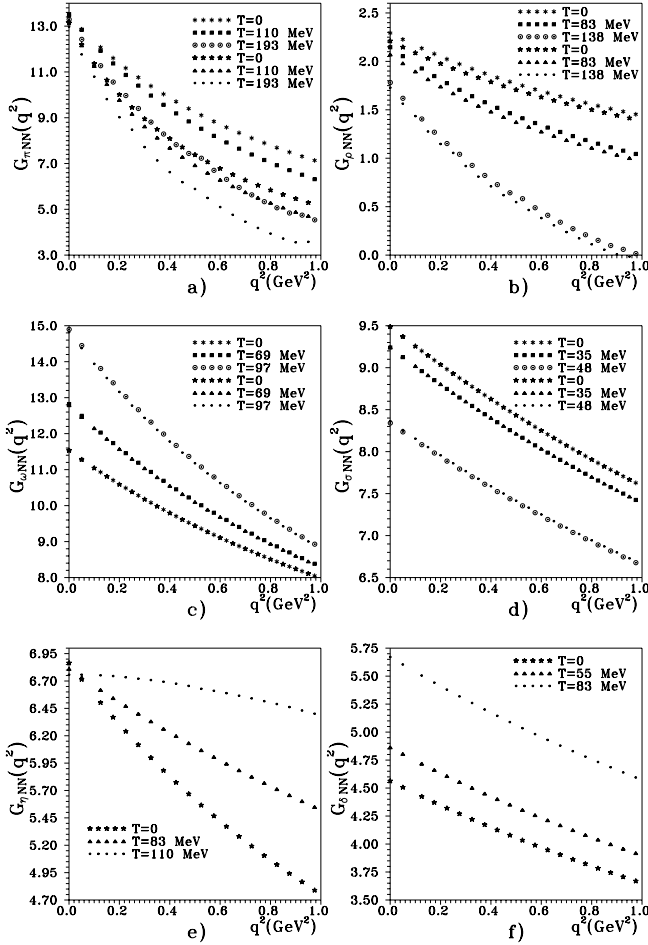 G_πNN(q²)
13.0
11.0
9.0
7.0
5.0
3.0
****** T=0
■■■■■ T=110 MeV
⊙⊙⊙⊙⊙ T=193 MeV
★★★★★ T=0
▲▲▲▲▲ T=110 MeV
..... T=193 MeV
0.0 0.2 0.4 0.6 0.8 1.0
q²(GeV²)
a)
G_ρNN(q²)
2.5
2.0
1.5
1.0
0.5
0.0
****** T=0
■■■■■ T=83 MeV
⊙⊙⊙⊙⊙ T=138 MeV
★★★★★ T=0
▲▲▲▲▲ T=83 MeV
..... T=138 MeV
0.0 0.2 0.4 0.6 0.8 1.0
q²(GeV²)
b)
G_ωNN(q²)
15.0
14.0
13.0
12.0
11.0
10.0
9.0
8.0
****** T=0
■■■■■ T=69 MeV
⊙⊙⊙⊙⊙ T=97 MeV
★★★★★ T=0
▲▲▲▲▲ T=69 MeV
..... T=97 MeV
0.0 0.2 0.4 0.6 0.8 1.0
q²(GeV²)
c)
G_σNN(q²)
9.5
9.0
8.5
8.0
7.5
7.0
6.5
****** T=0
■■■■■ T=35 MeV
⊙⊙⊙⊙⊙ T=48 MeV
★★★★★ T=0
▲▲▲▲▲ T=35 MeV
..... T=48 MeV
0.0 0.2 0.4 0.6 0.8 1.0
q²(GeV²)
d)
G_ηNN(q²)
6.95
6.70
6.45
6.20
5.95
5.70
5.45
5.20
4.95
4.70
★★★★★ T=0
▲▲▲▲▲ T=83 MeV
..... T=110 MeV
0.0 0.2 0.4 0.6 0.8 1.0
q²(GeV²)
e)
G_δNN(q²)
5.75
5.50
5.25
5.00
4.75
4.50
4.25
4.00
3.75
3.50
★★★★★ T=0
▲▲▲▲▲ T=55 MeV
..... T=83 MeV
0.0 0.2 0.4 0.6 0.8 1.0
q²(GeV²)
f)